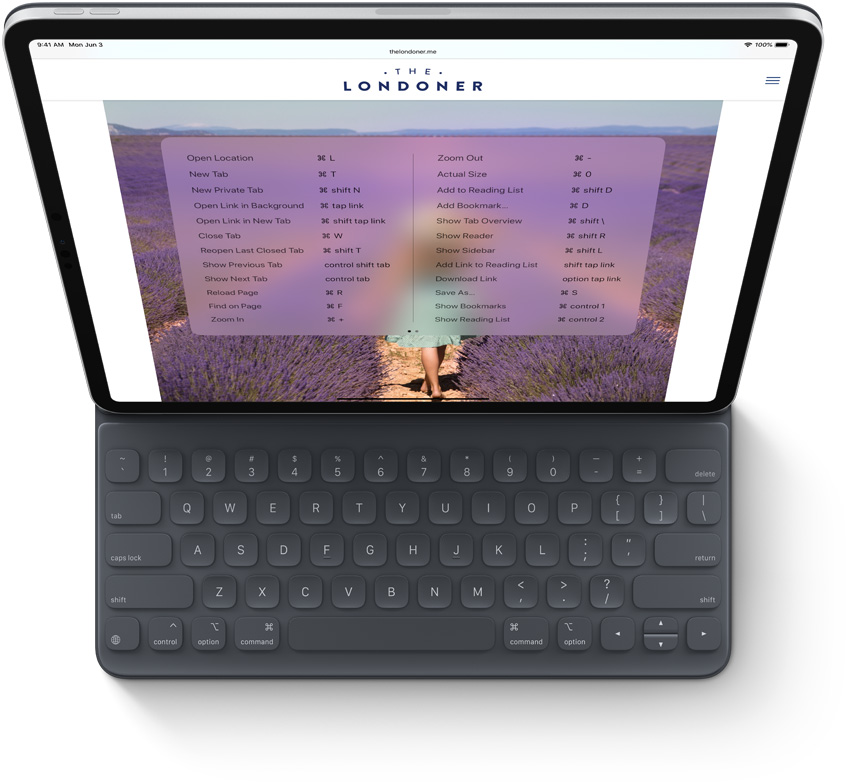 9:41 AM Mon Jun 3
100%
thelondoner.me
· THE ·
LONDONER
Open Location ⌘ L
New Tab ⌘ T
New Private Tab ⌘ shift N
Open Link in Background ⌘ tap link
Open Link in New Tab ⌘ shift tap link
Close Tab ⌘ W
Reopen Last Closed Tab ⌘ shift T
Show Previous Tab control shift tab
Show Next Tab control tab
Reload Page ⌘ R
Find on Page ⌘ F
Zoom In ⌘ +
Zoom Out ⌘ -
Actual Size ⌘ 0
Add to Reading List ⌘ shift D
Add Bookmark... ⌘ D
Show Tab Overview ⌘ shift \
Show Reader ⌘ shift R
Show Sidebar ⌘ shift L
Add Link to Reading List shift tap link
Download Link option tap link
Save As... ⌘ S
Show Bookmarks ⌘ control 1
Show Reading List ⌘ control 2
~ ! @ # $ % ^ & * ( ) — +
` 1 2 3 4 5 6 7 8 9 0 - = delete
tab Q W E R T Y U I O P { [ } ] | \
caps lock A S D F G H J K L : ; " ' return
shift Z X C V B N M < , > . ? / shift
^ ⌥ ⌘ ⌘ ⌥ ▲
◄ ►
control option command command option ▼